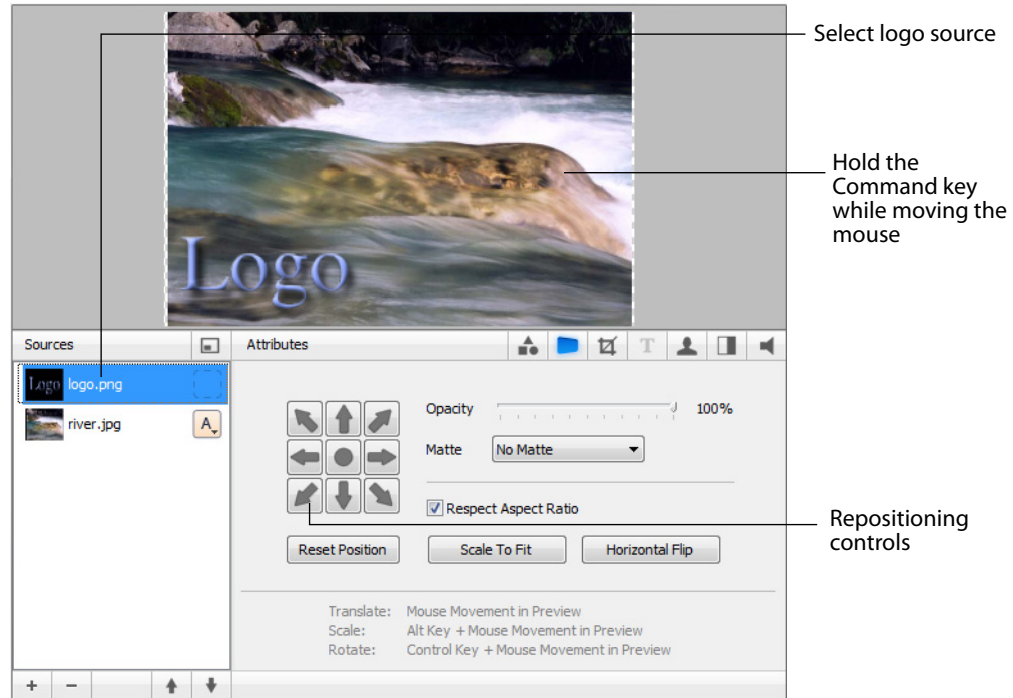 Select logo source
Hold the
Command key
while moving the
mouse
Logo
Sources
Attributes
T
Logo logo.png
river.jpg
A
Opacity
100%
Matte
No Matte
Respect Aspect Ratio
Repositioning
controls
Reset Position
Scale To Fit
Horizontal Flip
Translate: Mouse Movement in Preview
Scale: Alt Key + Mouse Movement in Preview
Rotate: Control Key + Mouse Movement in Preview
+ −